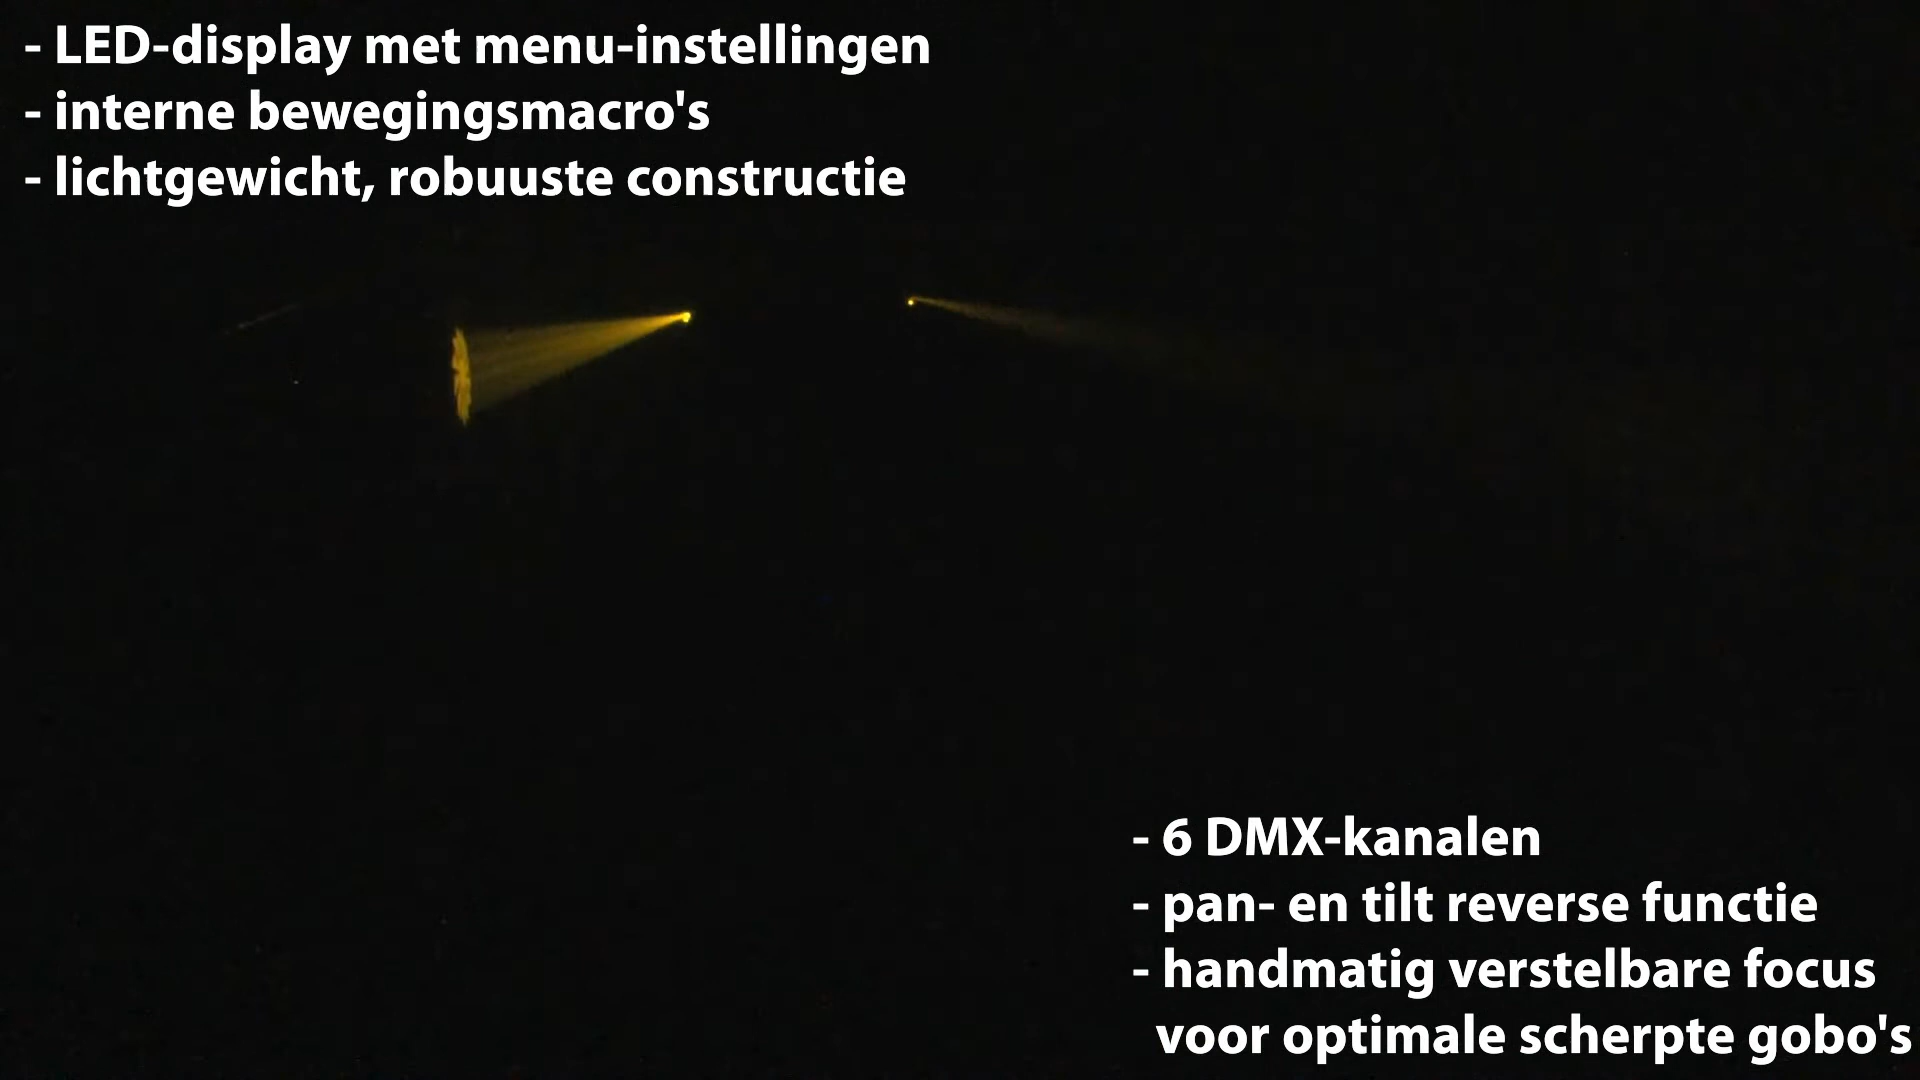 - LED-display met menu-instellingen
- interne bewegingsmacro's
- lichtgewicht, robuuste constructie
- 6 DMX-kanalen
- pan- en tilt reverse functie
- handmatig verstelbare focus
voor optimale scherpte gobo's